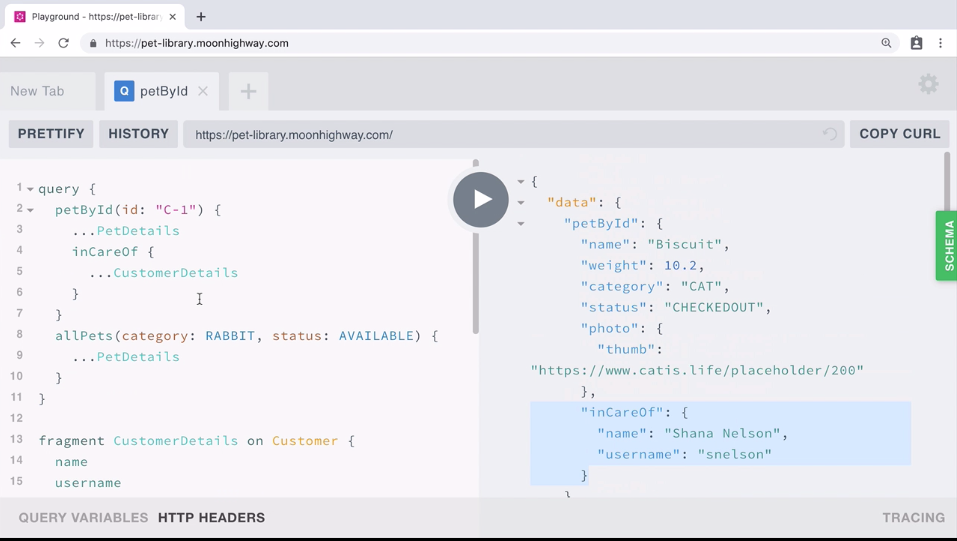 Playground - https://pet-librar
https://pet-library.moonhighway.com
New Tab
Q petById
PRETTIFY
HISTORY
https://pet-library.moonhighway.com/
COPY CURL
1 query {
2 petById(id: "C-1") {
3 ...PetDetails
4 inCareOf {
5 ...CustomerDetails
6 }
7 }
8 allPets(category: RABBIT, status: AVAILABLE) {
9 ...PetDetails
10 }
11 }
12
13 fragment CustomerDetails on Customer {
14 name
15 username
{
"data": {
"petById": {
"name": "Biscuit",
"weight": 10.2,
"category": "CAT",
"status": "CHECKEDOUT",
"photo": {
"thumb":
"https://www.catis.life/placeholder/200"
},
"inCareOf": {
"name": "Shana Nelson",
"username": "snelson"
}
}
SCHEMA
QUERY VARIABLES
HTTP HEADERS
TRACING